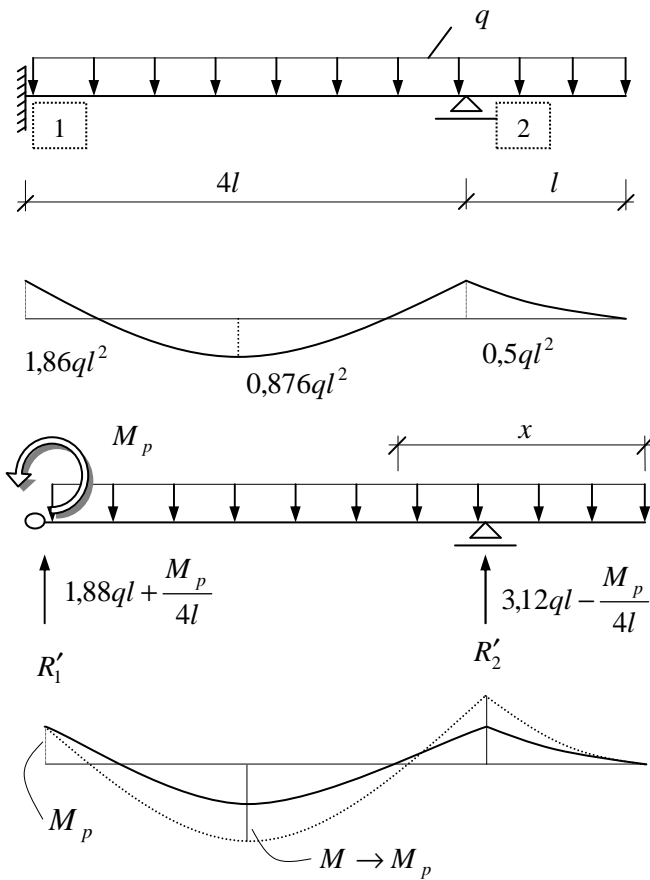 q
1
2
4l
l
1,86ql²
0,876ql²
0,5ql²
M_p
x
1,88ql + M_p/4l
3,12ql − M_p/4l
R′₁
R′₂
M_p
M → M_p